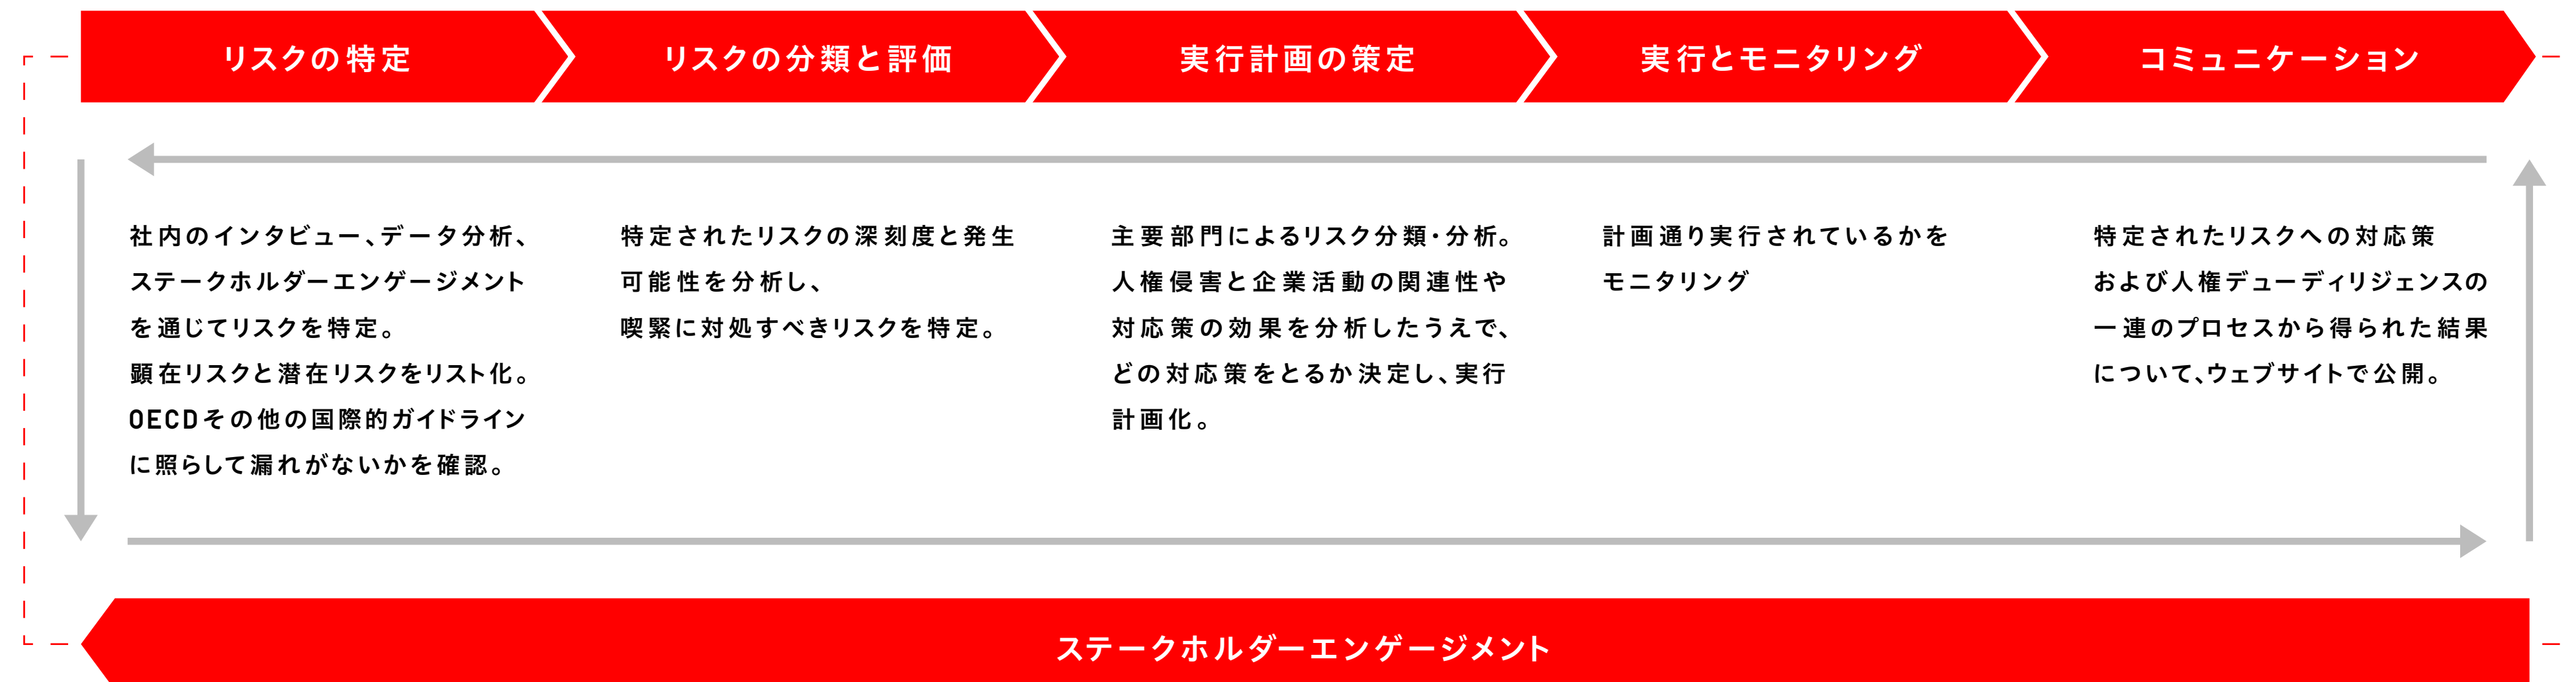 リスクの特定
リスクの分類と評価
実行計画の策定
実行とモニタリング
コミュニケーション
社内のインタビュー、データ分析、
ステークホルダーエンゲージメント
を通じてリスクを特定。
顕在リスクと潜在リスクをリスト化。
OECDその他の国際的ガイドライン
に照らして漏れがないかを確認。
特定されたリスクの深刻度と発生
可能性を分析し、
喫緊に対処すべきリスクを特定。
主要部門によるリスク分類・分析。
人権侵害と企業活動の関連性や
対応策の効果を分析したうえで、
どの対応策をとるか決定し、実行
計画化。
計画通り実行されているかを
モニタリング
特定されたリスクへの対応策
および人権デューディリジェンスの
一連のプロセスから得られた結果
について、ウェブサイトで公開。
ステークホルダーエンゲージメント